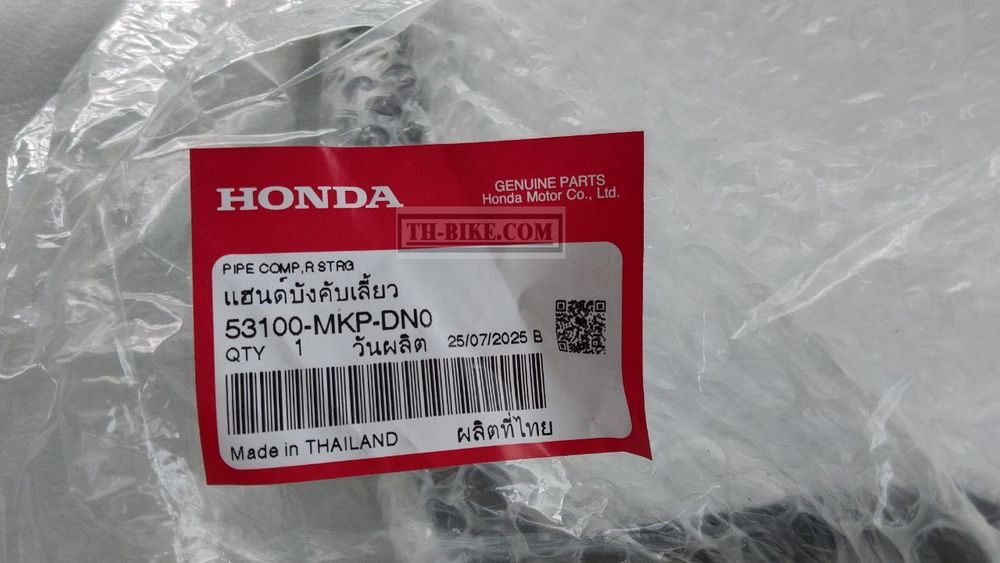 HONDA
GENUINE PARTS
Honda Motor Co., Ltd.
TH-BIKE.COM
PIPE COMP,R STRG
แฮนด์บังคับเลี้ยว
53100-MKP-DN0
QTY 1 วันผลิต 25/07/2025 B
Made in THAILAND ผลิตที่ไทย